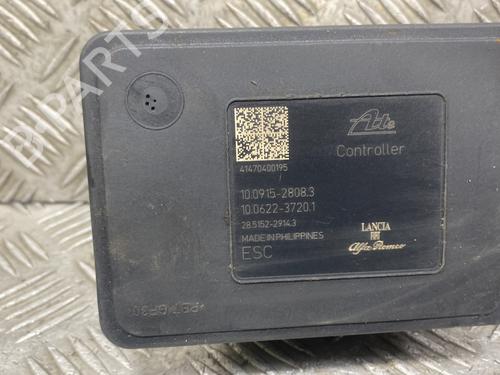 Ate
Controller
41470400195
10.0915-2808.3
10.0622-3720.1
28.5152-2914.3
MADE IN PHILIPPINES
ESC
LANCIA
FIAT
Alfa Romeo
B-PARTS